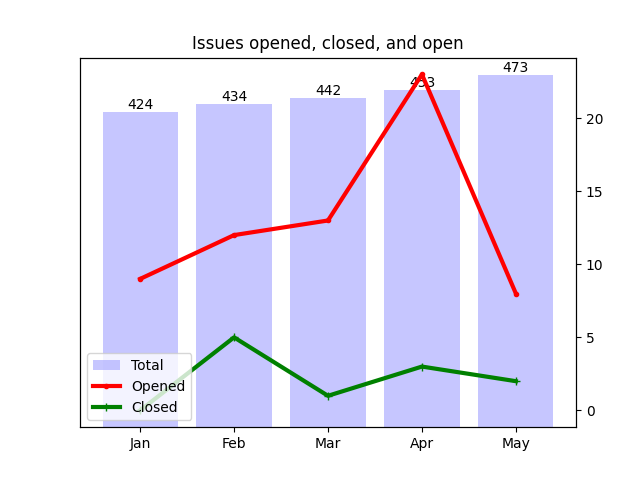 Issues opened, closed, and open
424
434
442
453
473
20
15
10
5
0
Total
Opened
Closed
Jan
Feb
Mar
Apr
May